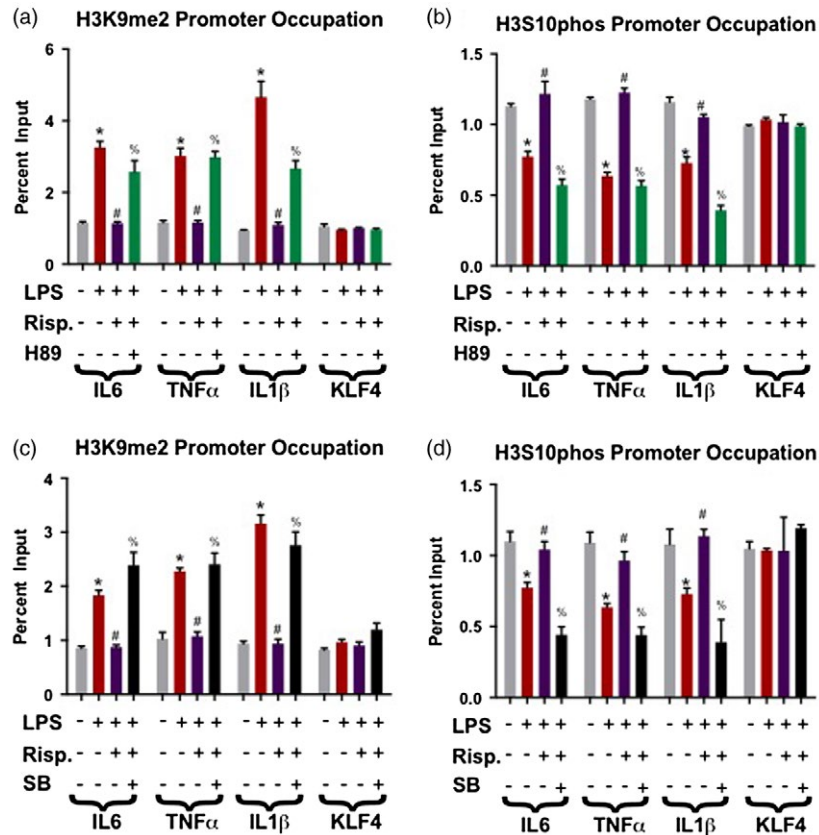 (a) H3K9me2 Promoter Occupation
Percent Input
6
4
2
0
* # % * # % * # %
LPS - + + + - + + + - + + + - + + +
Risp. - - + + - - + + - - + + - - + +
H89 - - - + - - - + - - - + - - - +
IL6 TNFα IL1β KLF4
(b) H3S10phos Promoter Occupation
Percent Input
1.5
1.0
0.5
0.0
* # % * # % * # %
LPS - + + + - + + + - + + + - + + +
Risp. - - + + - - + + - - + + - - + +
H89 - - - + - - - + - - - + - - - +
IL6 TNFα IL1β KLF4
(c) H3K9me2 Promoter Occupation
Percent Input
4
3
2
1
0
* # % * # % * # %
LPS - + + + - + + + - + + + - + + +
Risp. - - + + - - + + - - + + - - + +
SB - - - + - - - + - - - + - - - +
IL6 TNFα IL1β KLF4
(d) H3S10phos Promoter Occupation
Percent Input
1.5
1.0
0.5
0.0
* # % * # % * # %
LPS - + + + - + + + - + + + - + + +
Risp. - - + + - - + + - - + + - - + +
SB - - - + - - - + - - - + - - - +
IL6 TNFα IL1β KLF4